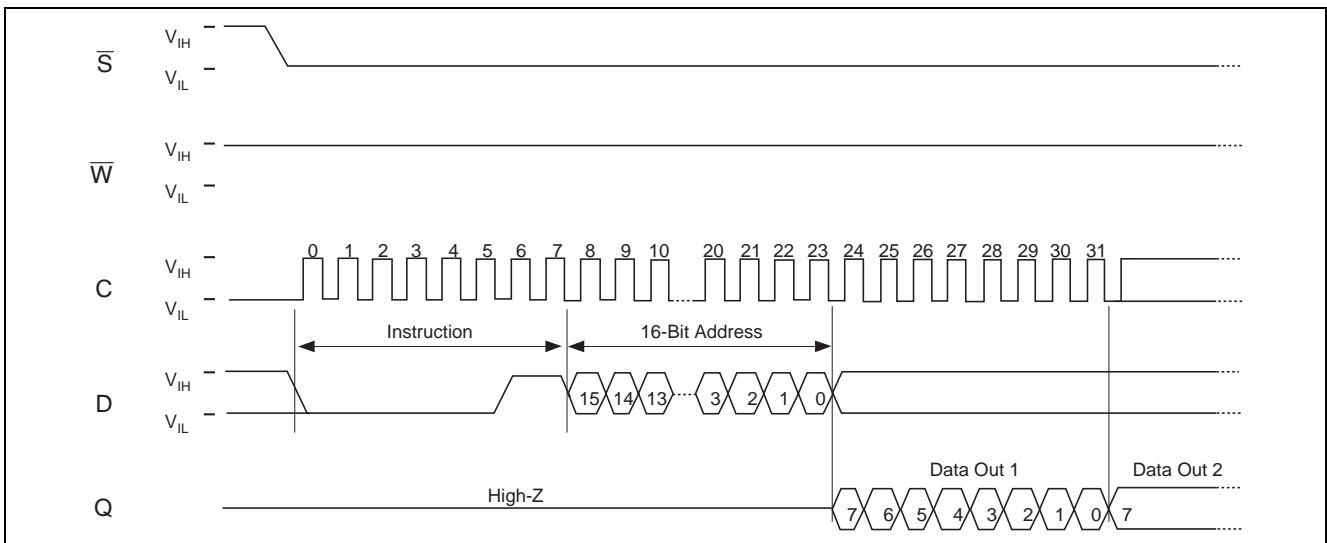 S̅
V_IH
V_IL
W̅
V_IH
V_IL
0 1 2 3 4 5 6 7 8 9 10 20 21 22 23 24 25 26 27 28 29 30 31
C
V_IH
V_IL
Instruction
16-Bit Address
D
V_IH
V_IL
15 14 13 3 2 1 0
Data Out 1
Data Out 2
Q
High-Z
7 6 5 4 3 2 1 0 7